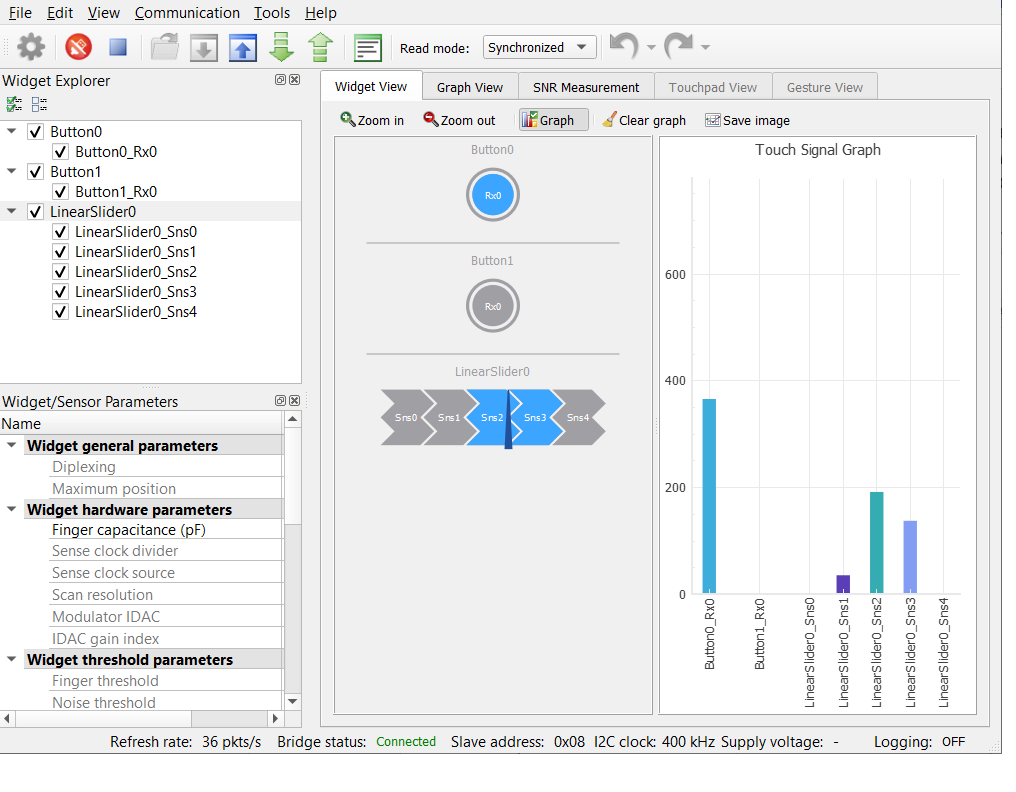 File Edit View Communication Tools Help
Read mode: Synchronized
Widget Explorer
Button0
Button0_Rx0
Button1
Button1_Rx0
LinearSlider0
LinearSlider0_Sns0
LinearSlider0_Sns1
LinearSlider0_Sns2
LinearSlider0_Sns3
LinearSlider0_Sns4
Widget/Sensor Parameters
Name
Widget general parameters
Diplexing
Maximum position
Widget hardware parameters
Finger capacitance (pF)
Sense clock divider
Sense clock source
Scan resolution
Modulator IDAC
IDAC gain index
Widget threshold parameters
Finger threshold
Noise threshold
Widget View Graph View SNR Measurement Touchpad View Gesture View
Zoom in Zoom out Graph Clear graph Save image
Button0
Rx0
Button1
Rx0
LinearSlider0
Sns0 Sns1 Sns2 Sns3 Sns4
Touch Signal Graph
600
400
200
0
Button0_Rx0
Button1_Rx0
LinearSlider0_Sns0
LinearSlider0_Sns1
LinearSlider0_Sns2
LinearSlider0_Sns3
LinearSlider0_Sns4
Refresh rate: 36 pkts/s Bridge status: Connected Slave address: 0x08 I2C clock: 400 kHz Supply voltage: - Logging: OFF